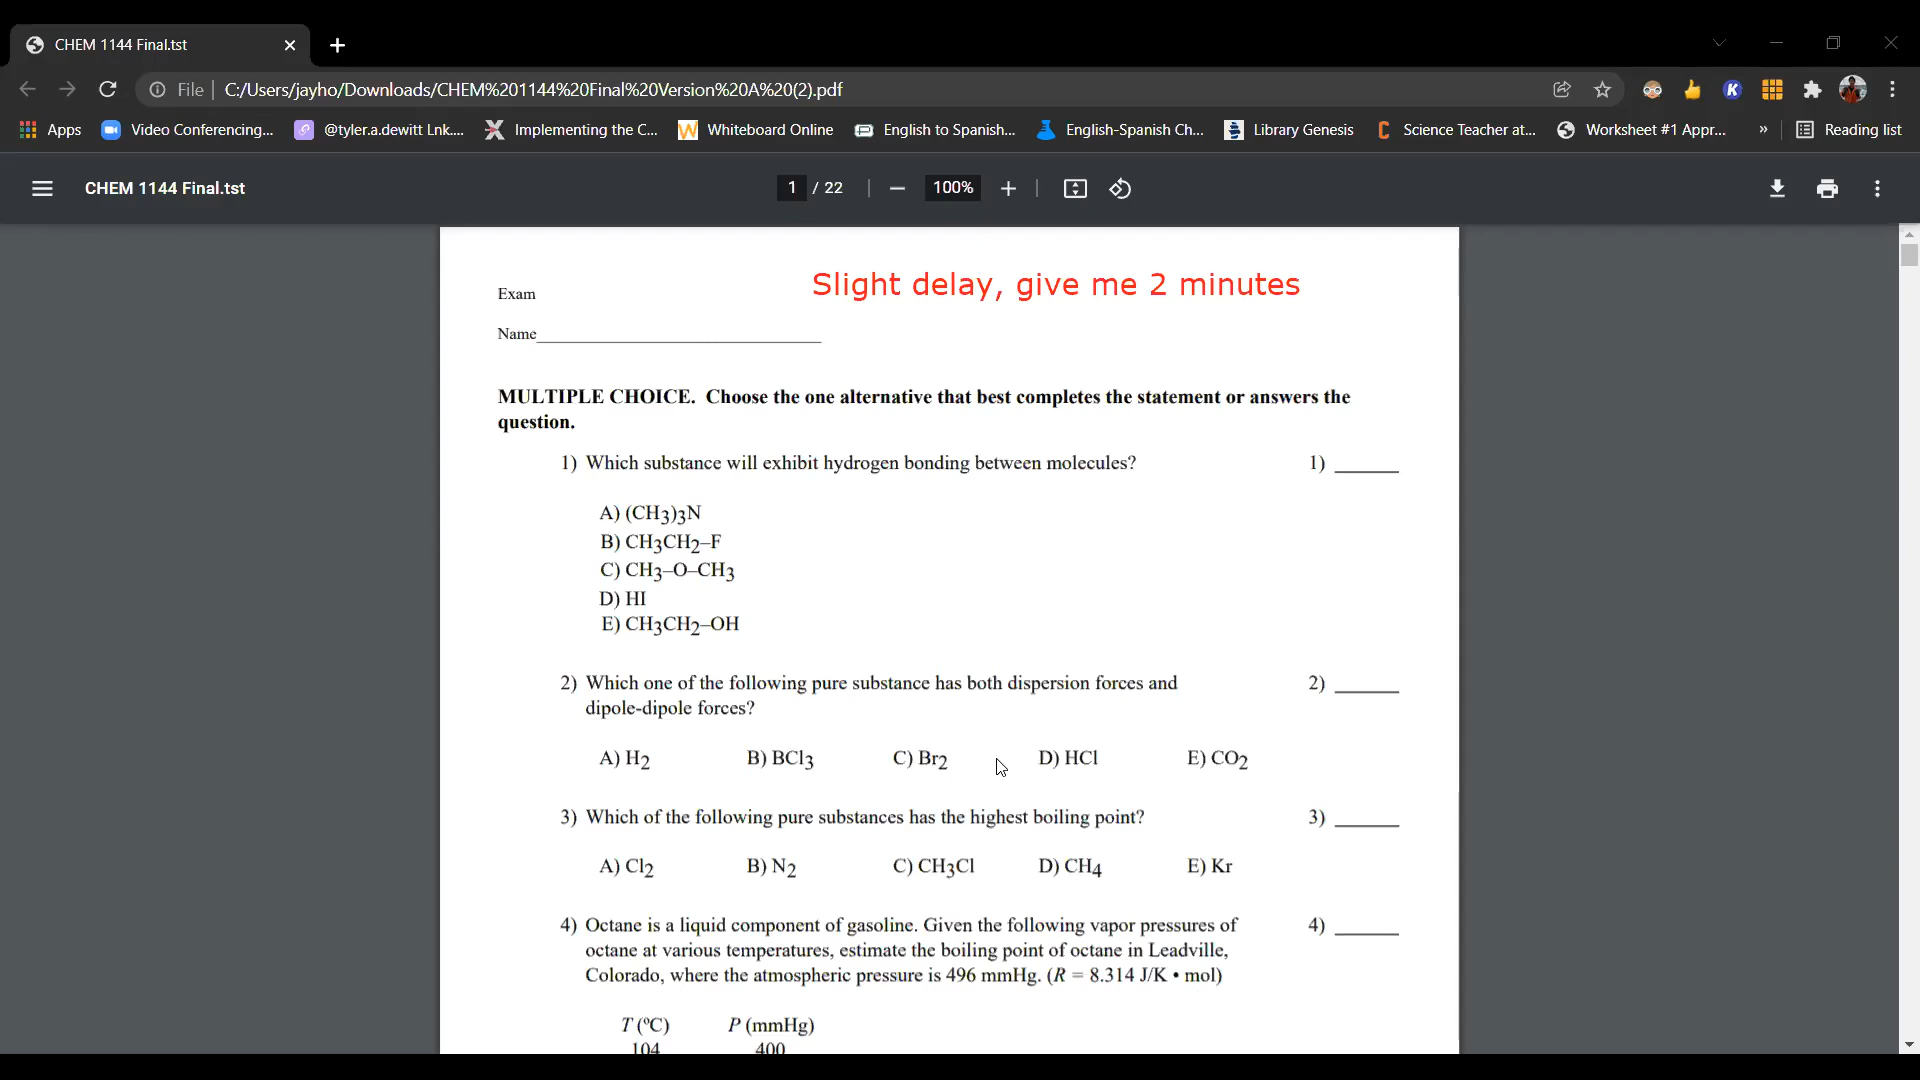 CHEM 1144 Final.tst
File
C:/Users/jayho/Downloads/CHEM%201144%20Final%20Version%20A%20(2).pdf
Apps
Video Conferencing...
@tyler.a.dewitt Lnk....
Implementing the C...
Whiteboard Online
English to Spanish...
English-Spanish Ch...
Library Genesis
Science Teacher at...
Worksheet #1 Appr...
»
Reading list
CHEM 1144 Final.tst
1 / 22
100%
Slight delay, give me 2 minutes
Exam
Name
MULTIPLE CHOICE. Choose the one alternative that best completes the statement or answers the
question.
1) Which substance will exhibit hydrogen bonding between molecules? 1)
A) (CH3)3N
B) CH3CH2–F
C) CH3–O–CH3
D) HI
E) CH3CH2–OH
2) Which one of the following pure substance has both dispersion forces and 2)
dipole-dipole forces?
A) H2 B) BCl3 C) Br2 D) HCl E) CO2
3) Which of the following pure substances has the highest boiling point? 3)
A) Cl2 B) N2 C) CH3Cl D) CH4 E) Kr
4) Octane is a liquid component of gasoline. Given the following vapor pressures of 4)
octane at various temperatures, estimate the boiling point of octane in Leadville,
Colorado, where the atmospheric pressure is 496 mmHg. (R = 8.314 J/K • mol)
T (°C) P (mmHg)
104 400